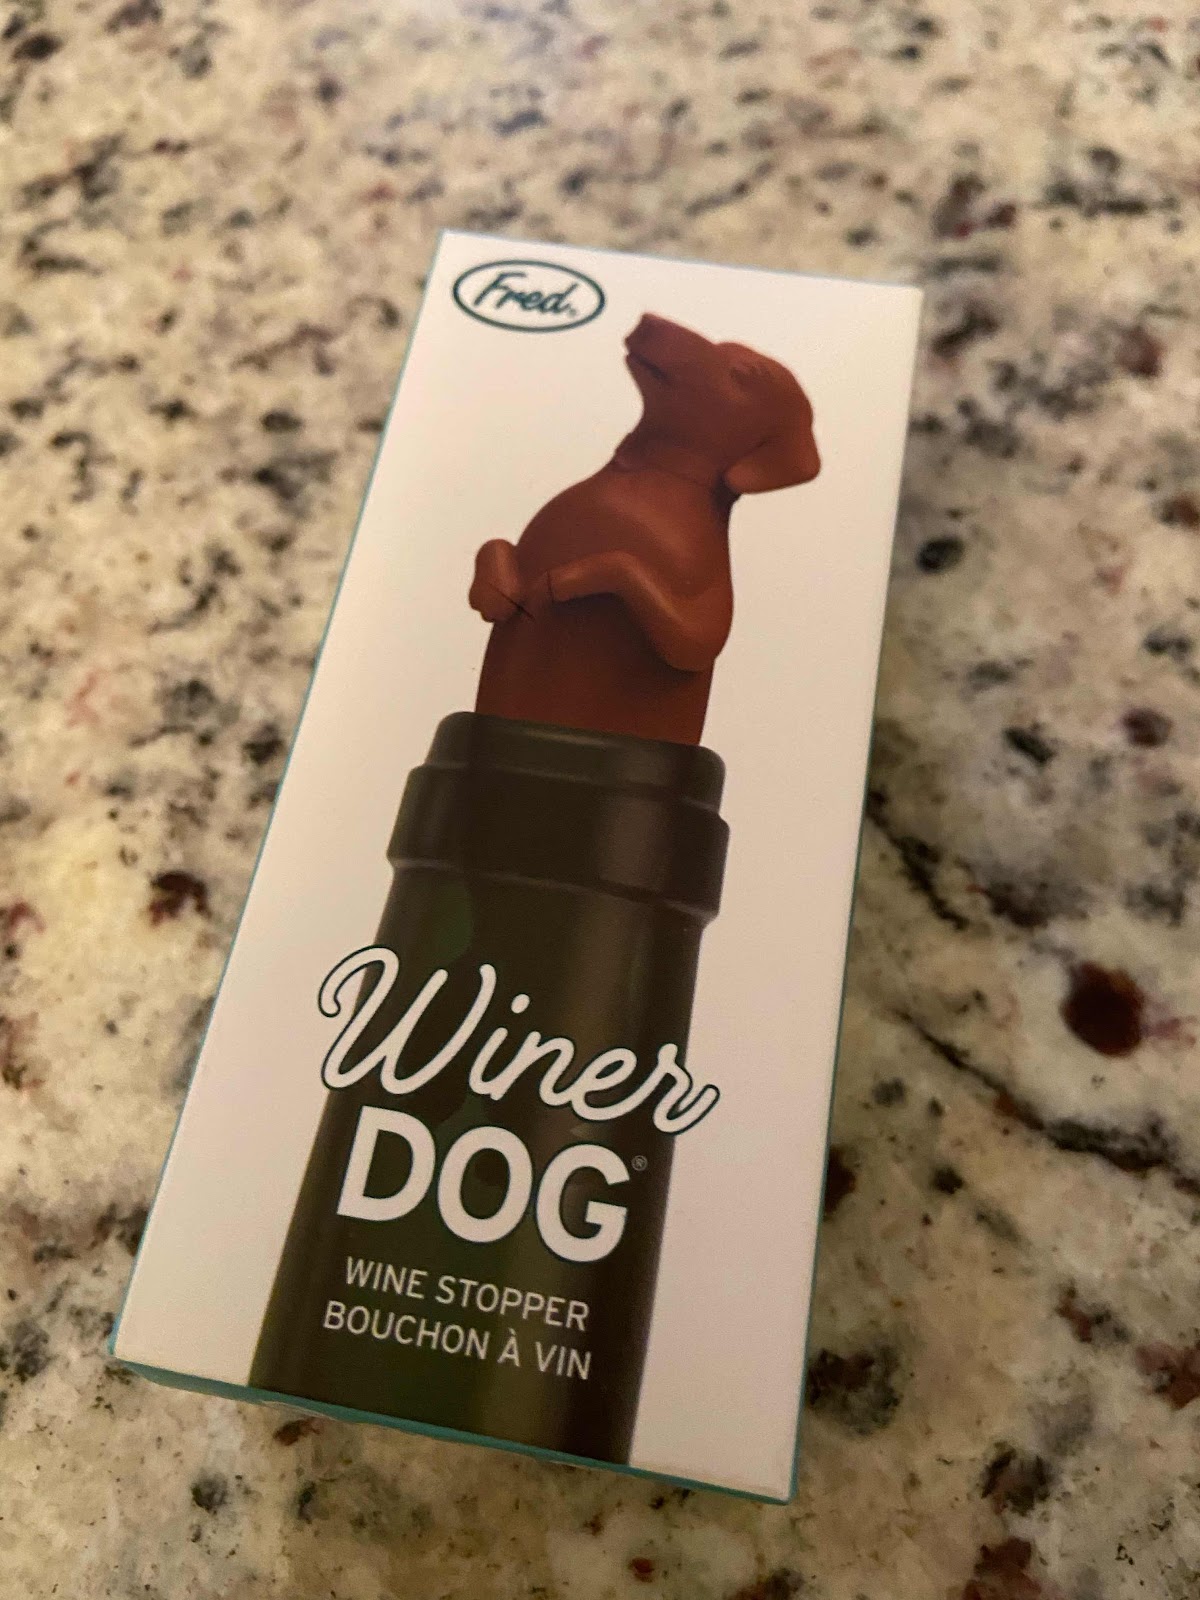 Fred.
Winer
DOG®
WINE STOPPER
BOUCHON À VIN